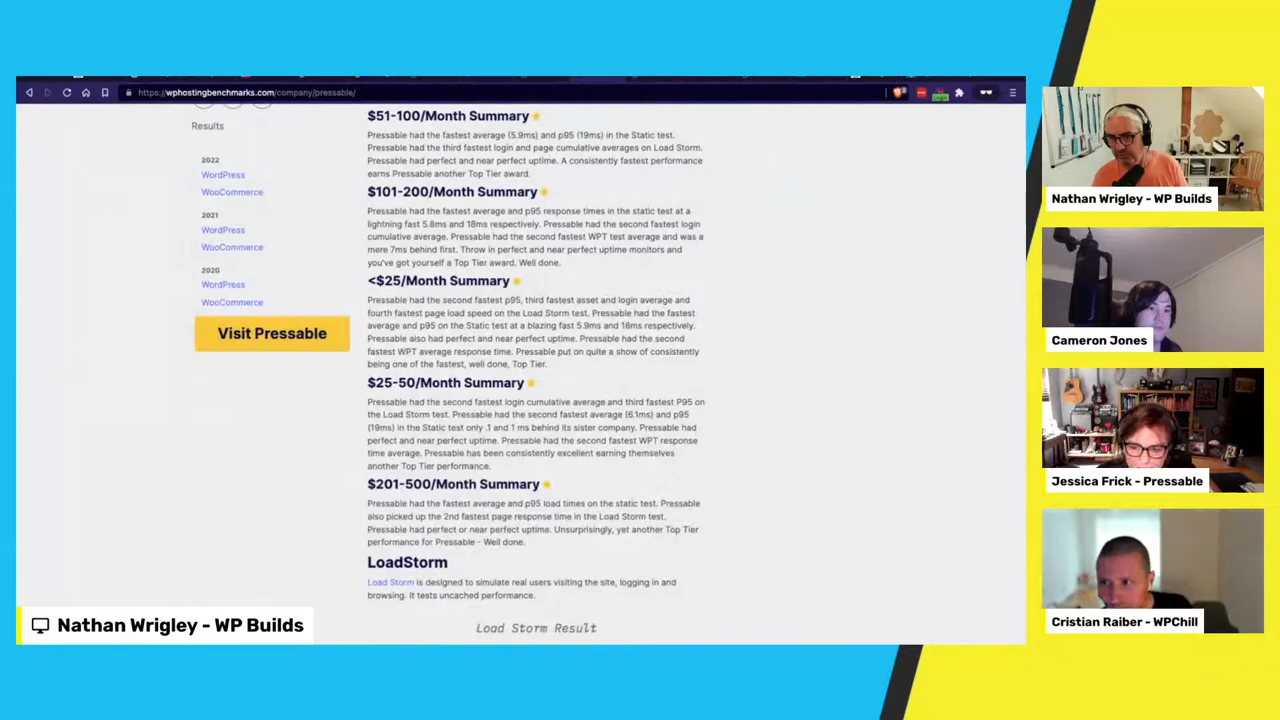 https://wphostingbenchmarks.com/company/pressable/
Results
2022
WordPress
WooCommerce
2021
WordPress
WooCommerce
2020
WordPress
WooCommerce
Visit Pressable
$51-100/Month Summary
Pressable had the fastest average (5.9ms) and p95 (19ms) in the Static test.
Pressable had the third fastest login and page cumulative averages on Load Storm.
Pressable had perfect and near perfect uptime. A consistently fastest performance
earns Pressable another Top Tier award.
$101-200/Month Summary
Pressable had the fastest average and p95 response times in the static test at a
lightning fast 5.8ms and 18ms respectively. Pressable had the second fastest login
cumulative average. Pressable had the second fastest WPT test average and was a
mere 7ms behind first. Throw in perfect and near perfect uptime monitors and
you've got yourself a Top Tier award. Well done.
<$25/Month Summary
Pressable had the second fastest p95, third fastest asset and login average and
fourth fastest page load speed on the Load Storm test. Pressable had the fastest
average and p95 on the Static test at a blazing fast 5.9ms and 18ms respectively.
Pressable also had perfect and near perfect uptime. Pressable had the second
fastest WPT average response time. Pressable put on quite a show of consistently
being one of the fastest, well done, Top Tier.
$25-50/Month Summary
Pressable had the second fastest login cumulative average and third fastest P95 on
the Load Storm test. Pressable had the second fastest average (6.1ms) and p95
(19ms) in the Static test only .1 and 1 ms behind its sister company. Pressable had
perfect and near perfect uptime. Pressable had the second fastest WPT response
time average. Pressable has been consistently excellent earning themselves
another Top Tier performance.
$201-500/Month Summary
Pressable had the fastest average and p95 load times on the static test. Pressable
also picked up the 2nd fastest page response time in the Load Storm test.
Pressable had perfect or near perfect uptime. Unsurprisingly, yet another Top Tier
performance for Pressable - Well done.
LoadStorm
Load Storm is designed to simulate real users visiting the site, logging in and
browsing. It tests uncached performance.
Load Storm Result
Nathan Wrigley - WP Builds
Nathan Wrigley - WP Builds
Cameron Jones
Jessica Frick - Pressable
Cristian Raiber - WPChill